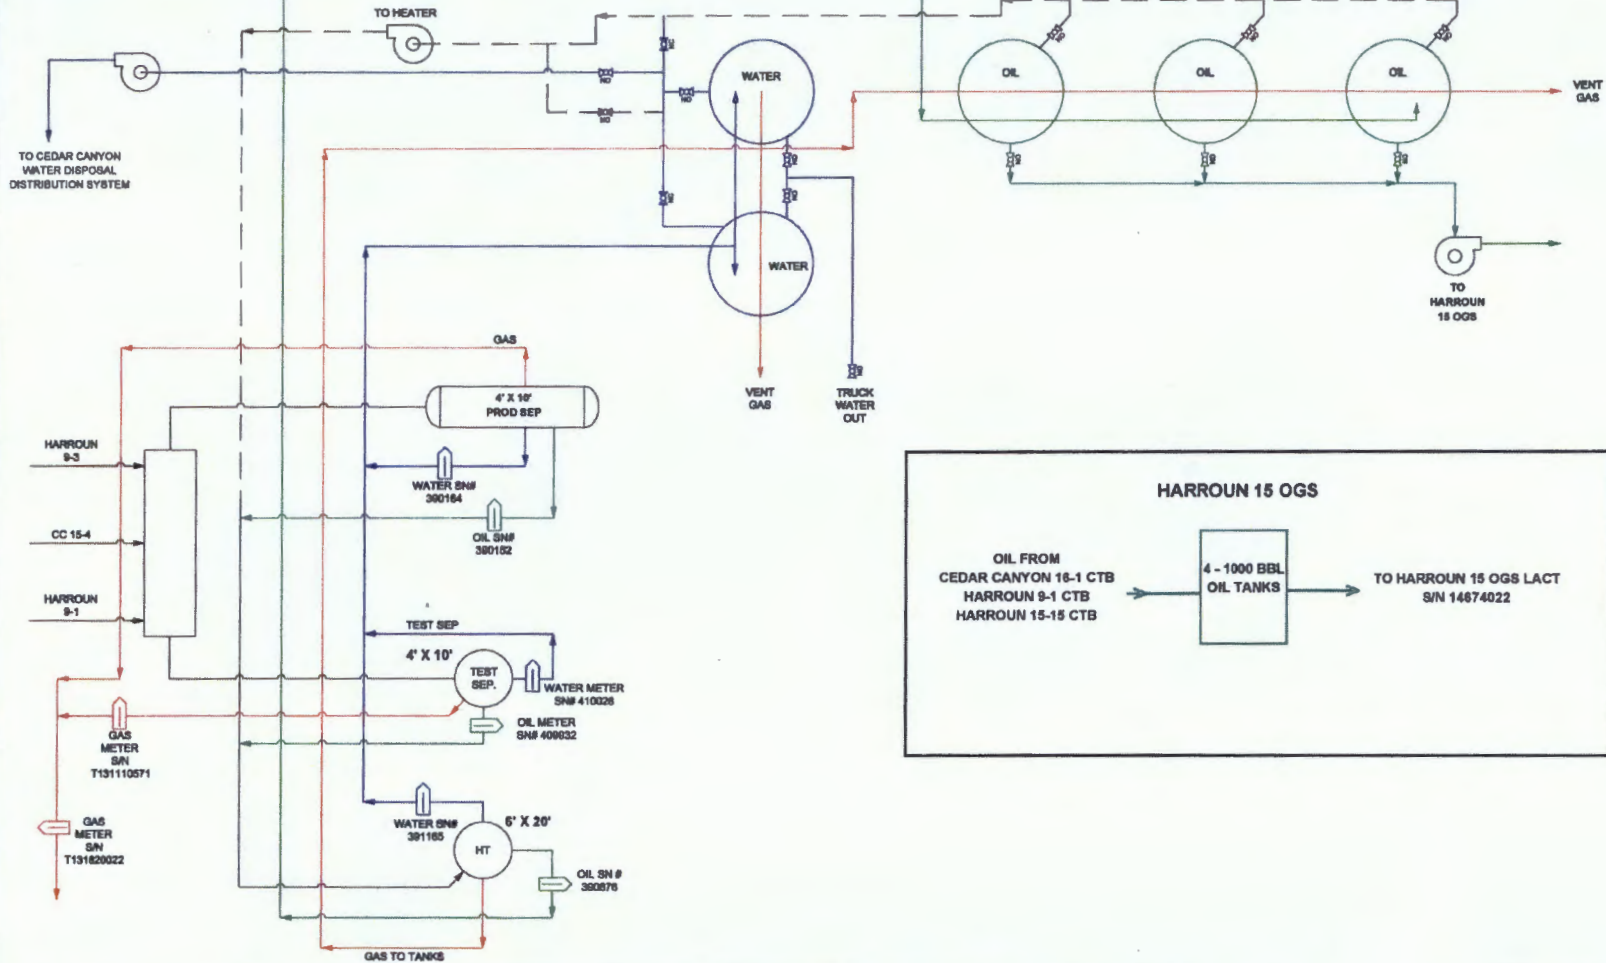 TO HEATER
WATER
OIL
OIL
OIL
VENT
GAS
TO CEDAR CANYON
WATER DISPOSAL
DISTRIBUTION SYSTEM
WATER
TO
HARROUN
15 OGS
GAS
4' X 10'
PROD SEP
VENT
GAS
TRUCK
WATER
OUT
HARROUN
9-3
WATER SN#
390164
OIL SN#
390152
CC 15-4
HARROUN
9-1
TEST SEP
4' X 10'
TEST
SEP.
WATER METER
SN# 410026
OIL METER
SN# 409932
GAS
METER
S/N
T131110571
GAS
METER
S/N
T131620022
WATER SN#
391165
6' X 20'
HT
OIL SN #
390876
GAS TO TANKS
HARROUN 15 OGS
OIL FROM
CEDAR CANYON 16-1 CTB
HARROUN 9-1 CTB
HARROUN 15-15 CTB
4 - 1000 BBL
OIL TANKS
TO HARROUN 15 OGS LACT
S/N 14674022